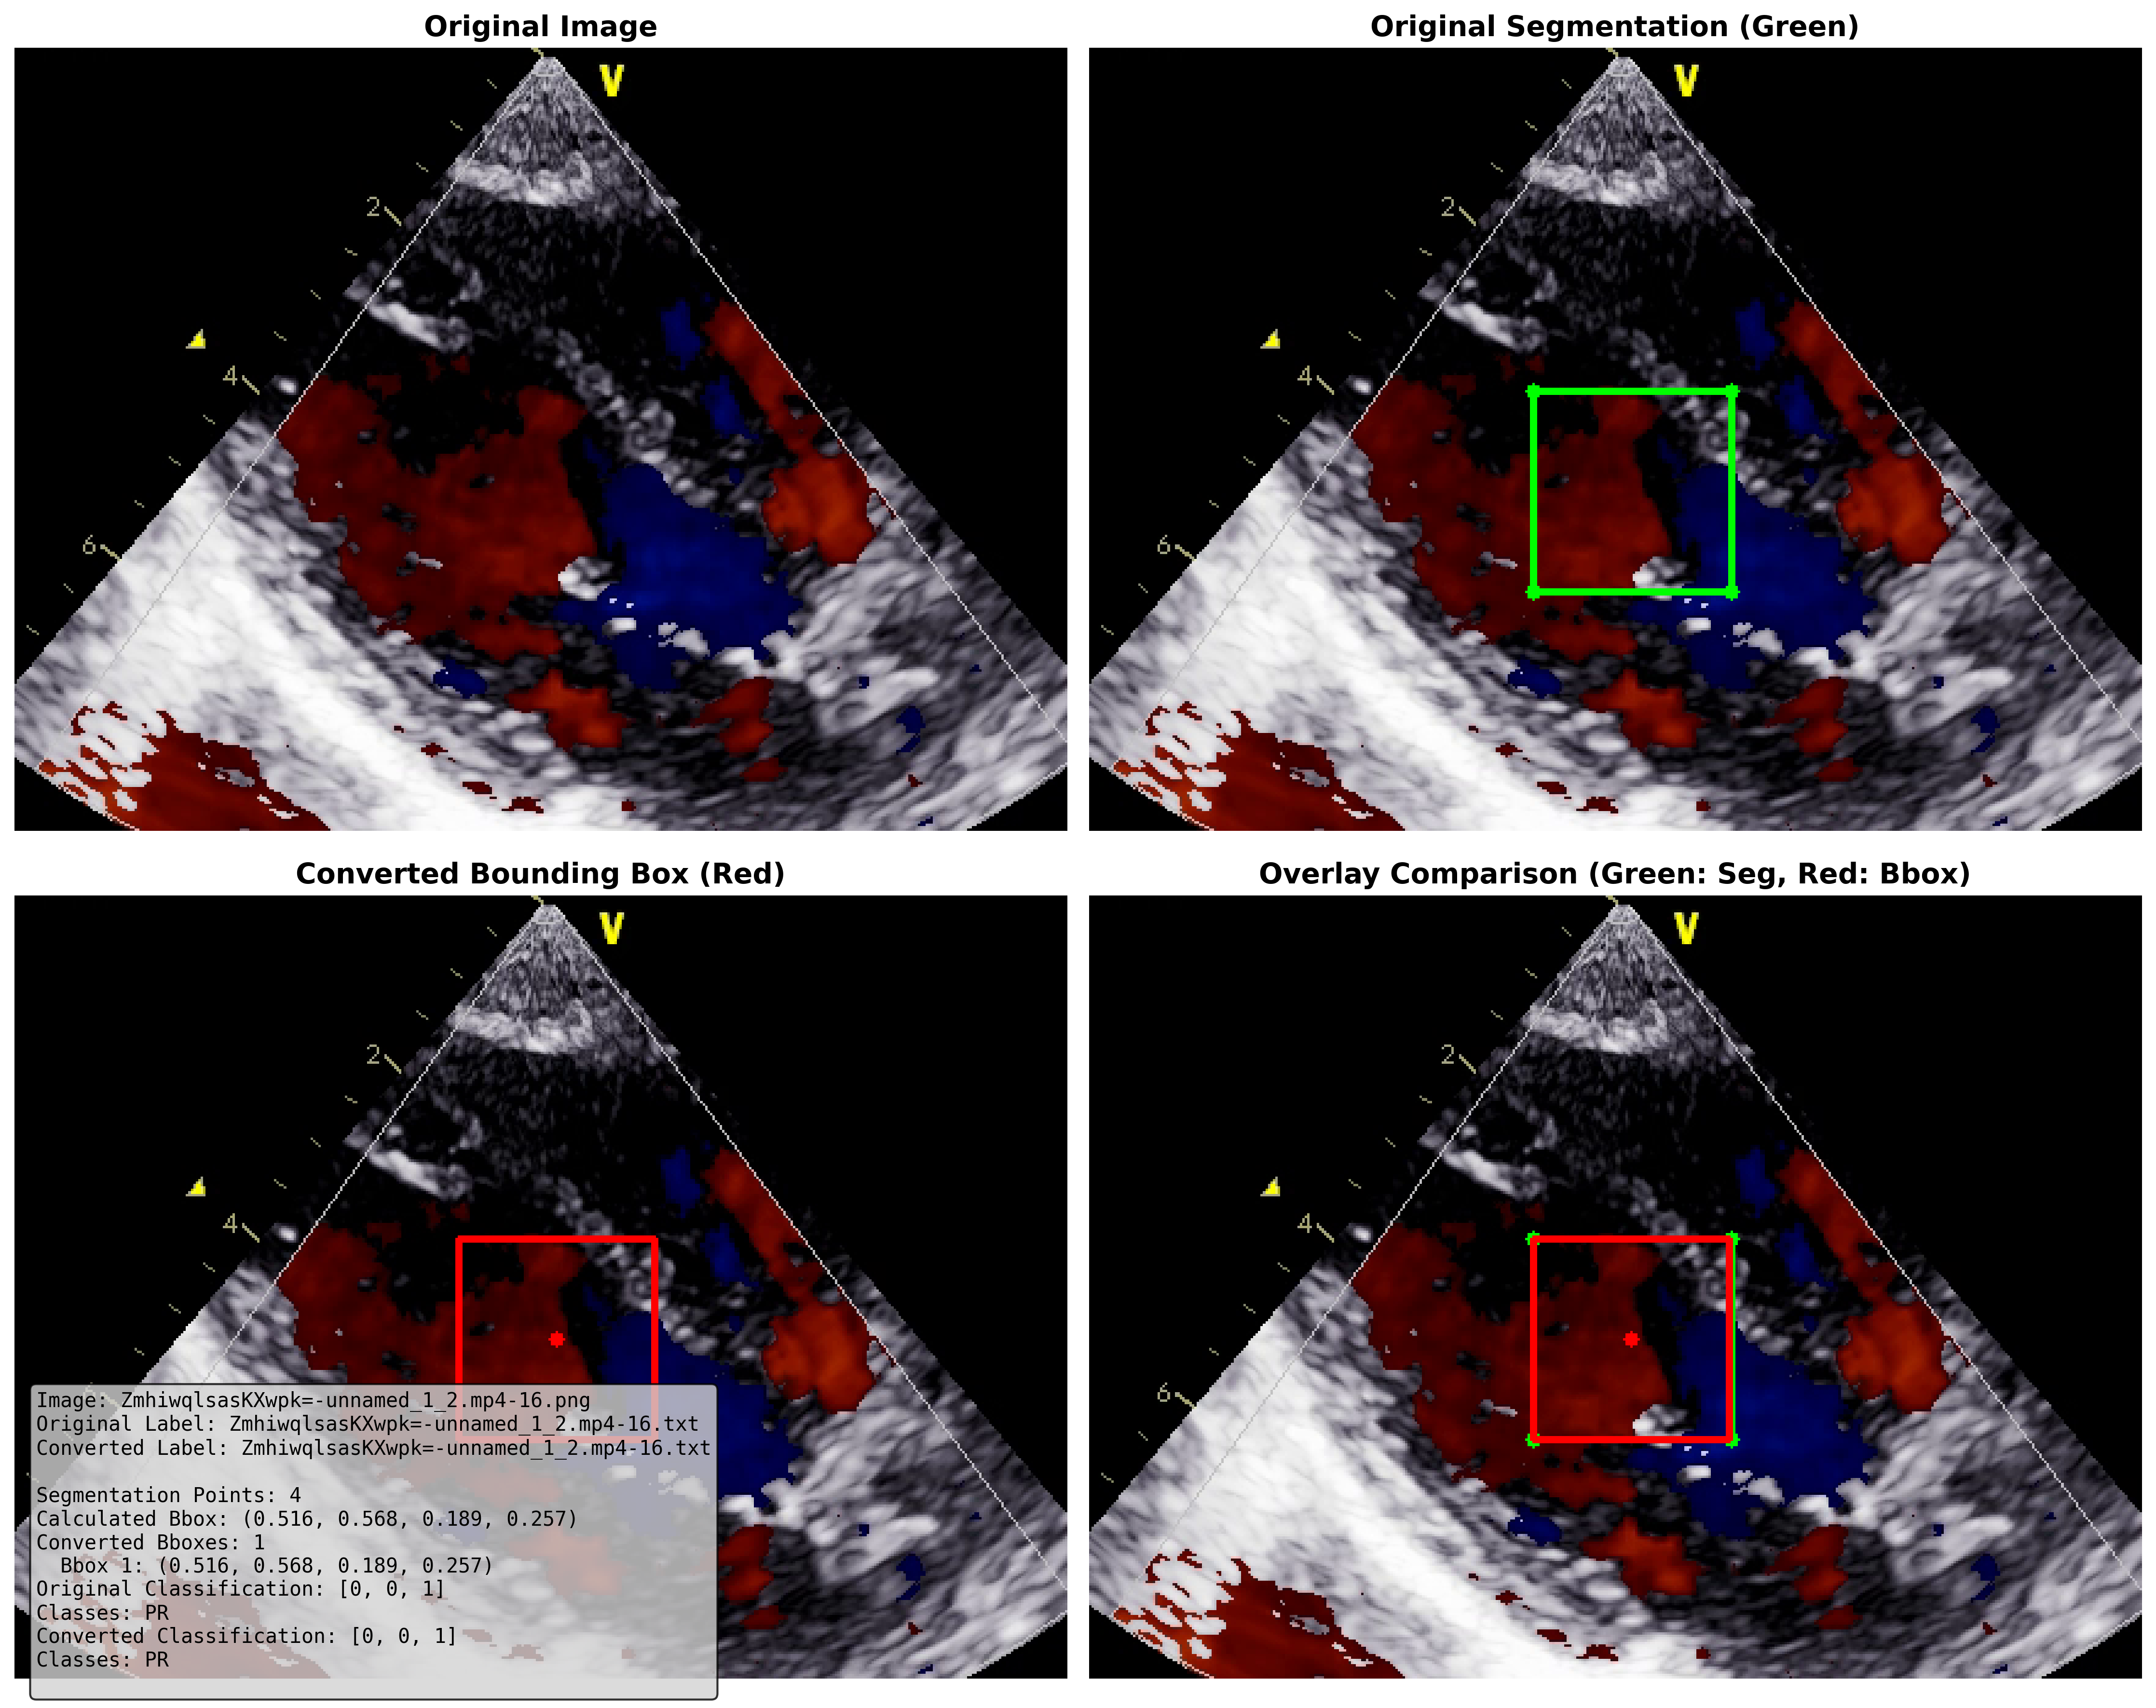 Original Image
Original Segmentation (Green)
V
2
4
6
V
2
4
6
Converted Bounding Box (Red)
Overlay Comparison (Green: Seg, Red: Bbox)
V
2
4
V
2
4
6
Image: ZmhiwqlsasKXwpk=-unnamed_1_2.mp4-16.png
Original Label: ZmhiwqlsasKXwpk=-unnamed_1_2.mp4-16.txt
Converted Label: ZmhiwqlsasKXwpk=-unnamed_1_2.mp4-16.txt
Segmentation Points: 4
Calculated Bbox: (0.516, 0.568, 0.189, 0.257)
Converted Bboxes: 1
Bbox 1: (0.516, 0.568, 0.189, 0.257)
Original Classification: [0, 0, 1]
Classes: PR
Converted Classification: [0, 0, 1]
Classes: PR